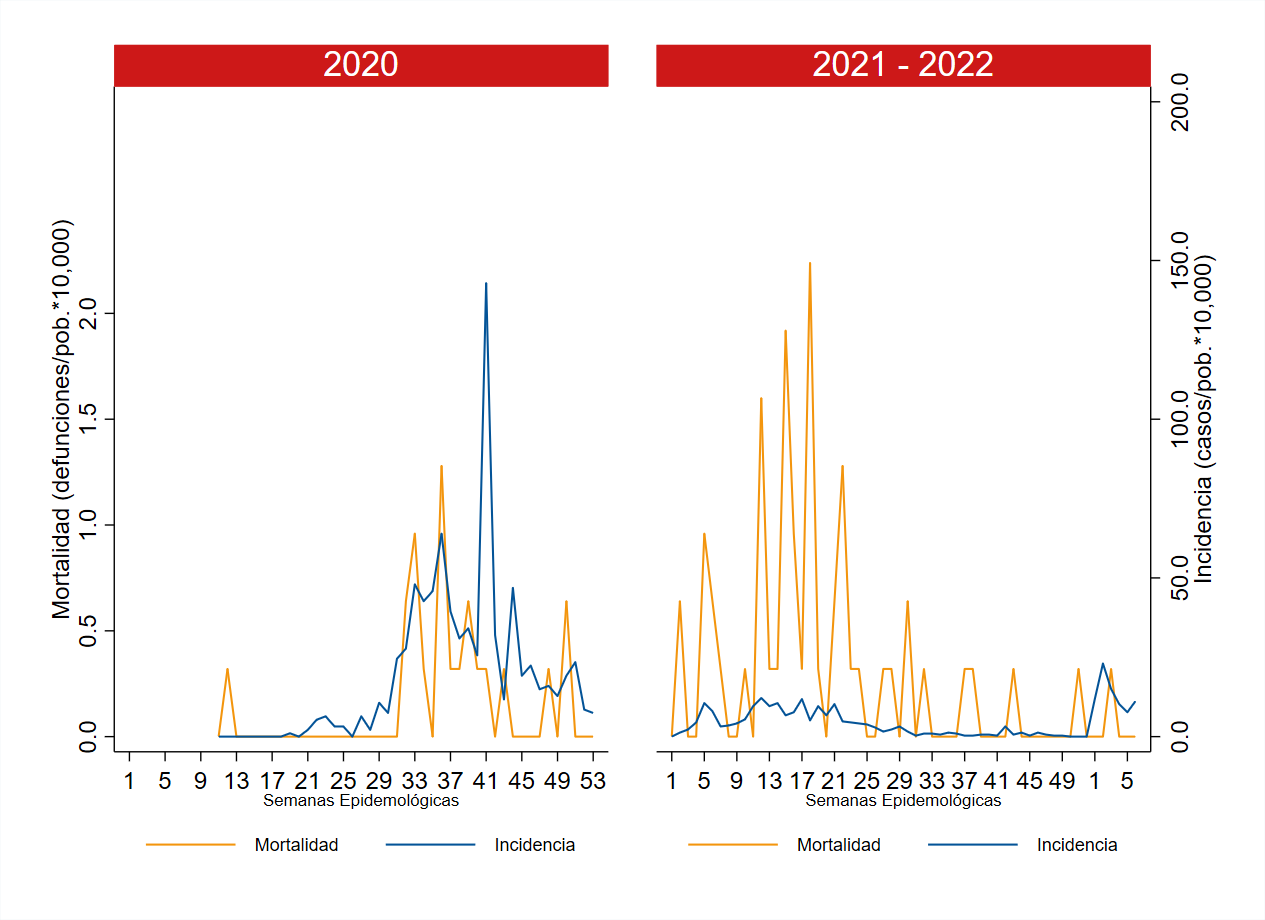 2020
2021 - 2022
Mortalidad (defunciones/pob.*10,000)
0.0 0.5 1.0 1.5 2.0
Incidencia (casos/pob.*10,000)
0.0 50.0 100.0 150.0 200.0
1 5 9 13 17 21 25 29 33 37 41 45 49 53
Semanas Epidemológicas
1 5 9 13 17 21 25 29 33 37 41 45 49 1 5
Semanas Epidemológicas
Mortalidad Incidencia
Mortalidad Incidencia